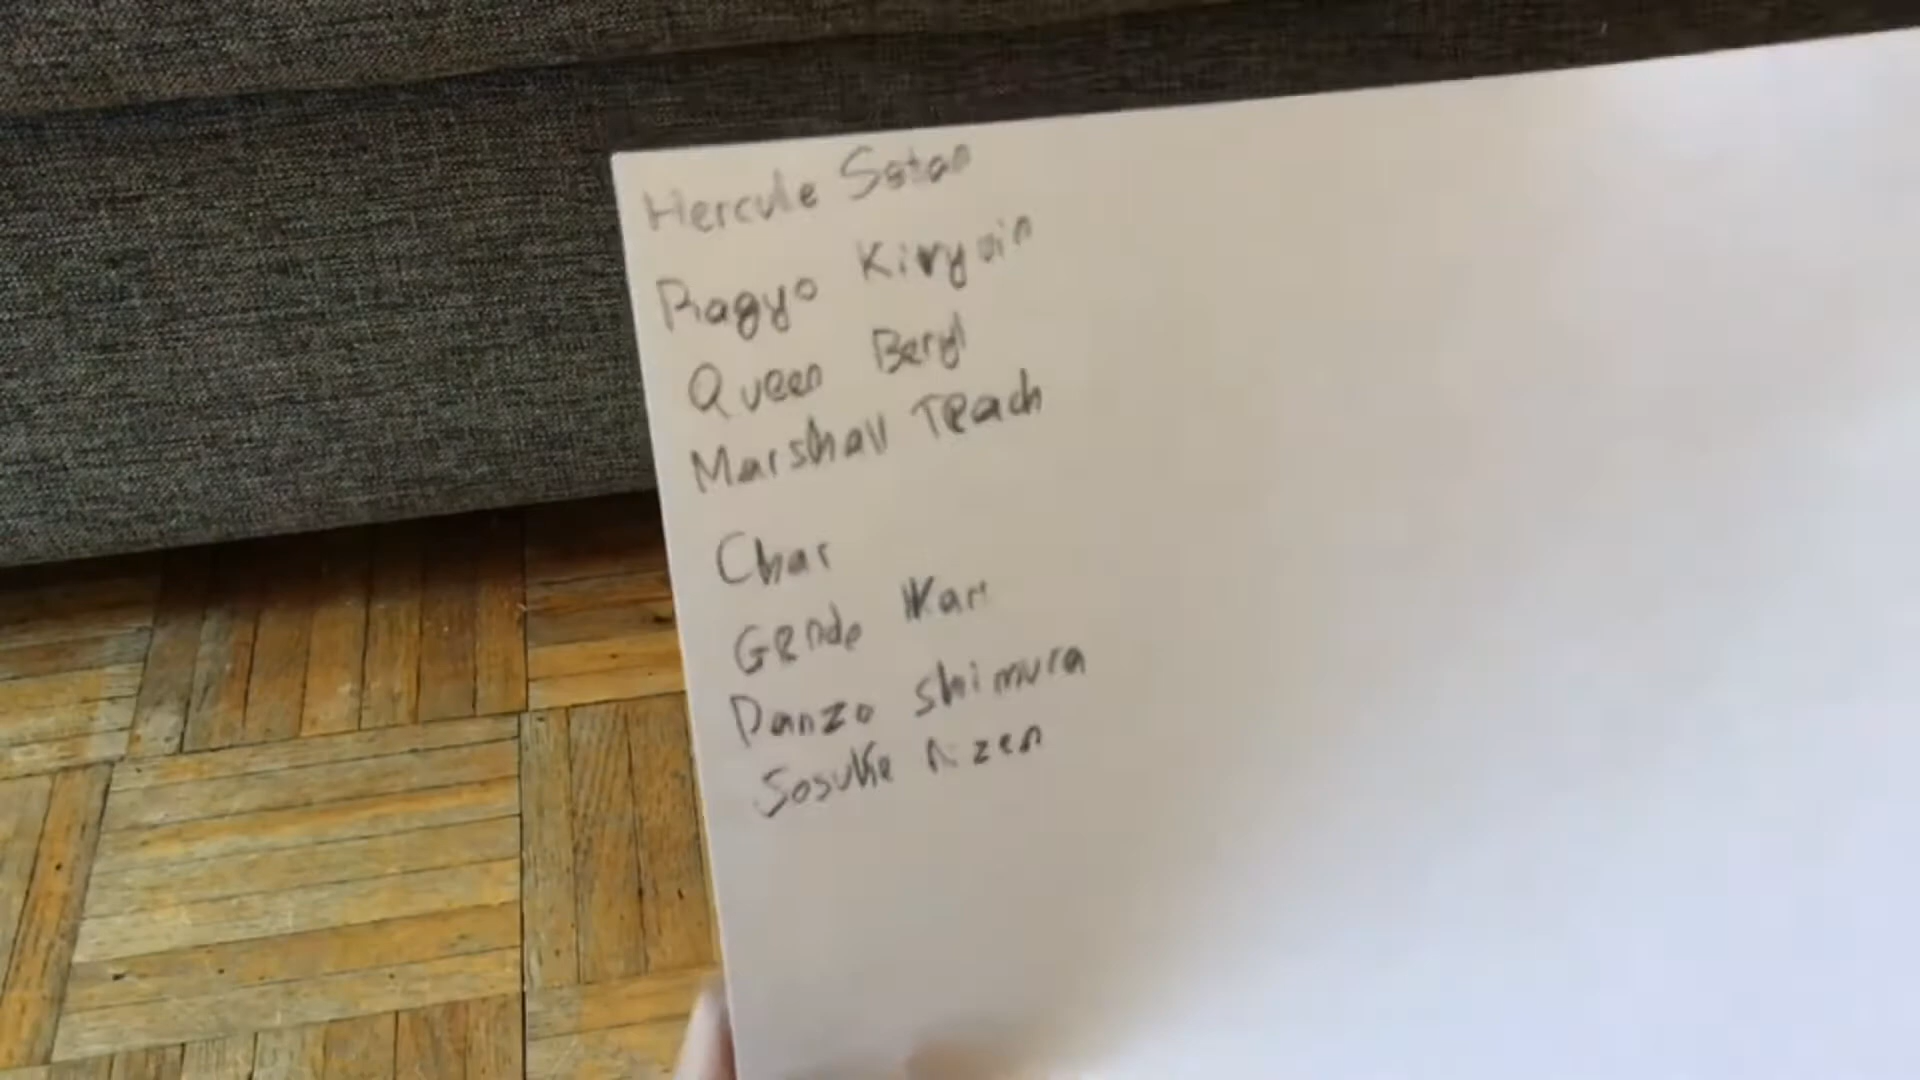 Hercule Satan
Ragyo Kiryuin
Queen Beryl
Marshall Teach
Char
Gendo Ikari
Danzo Shimura
Sosuke Aizen